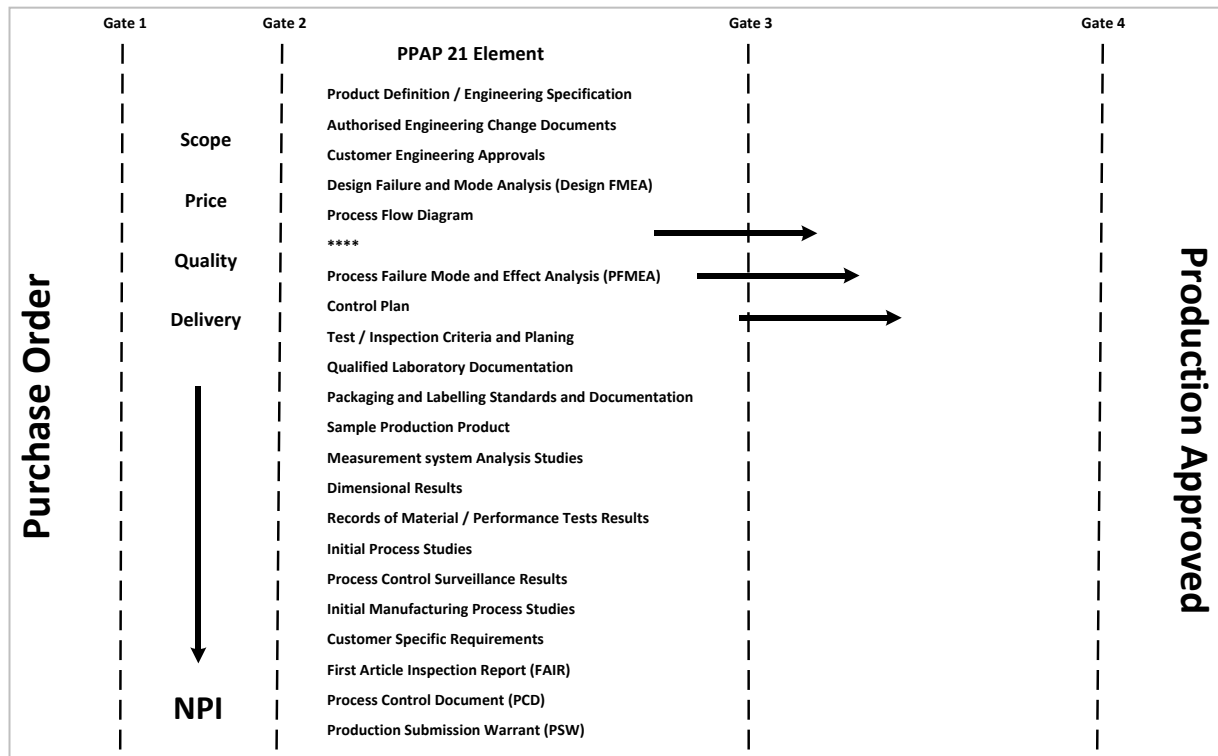 Gate 1
Gate 2
Gate 3
Gate 4
Purchase Order
Scope
Price
Quality
Delivery
NPI
PPAP 21 Element
Product Definition / Engineering Specification
Authorised Engineering Change Documents
Customer Engineering Approvals
Design Failure and Mode Analysis (Design FMEA)
Process Flow Diagram
****
Process Failure Mode and Effect Analysis (PFMEA)
Control Plan
Test / Inspection Criteria and Planing
Qualified Laboratory Documentation
Packaging and Labelling Standards and Documentation
Sample Production Product
Measurement system Analysis Studies
Dimensional Results
Records of Material / Performance Tests Results
Initial Process Studies
Process Control Surveillance Results
Initial Manufacturing Process Studies
Customer Specific Requirements
First Article Inspection Report (FAIR)
Process Control Document (PCD)
Production Submission Warrant (PSW)
Production Approved